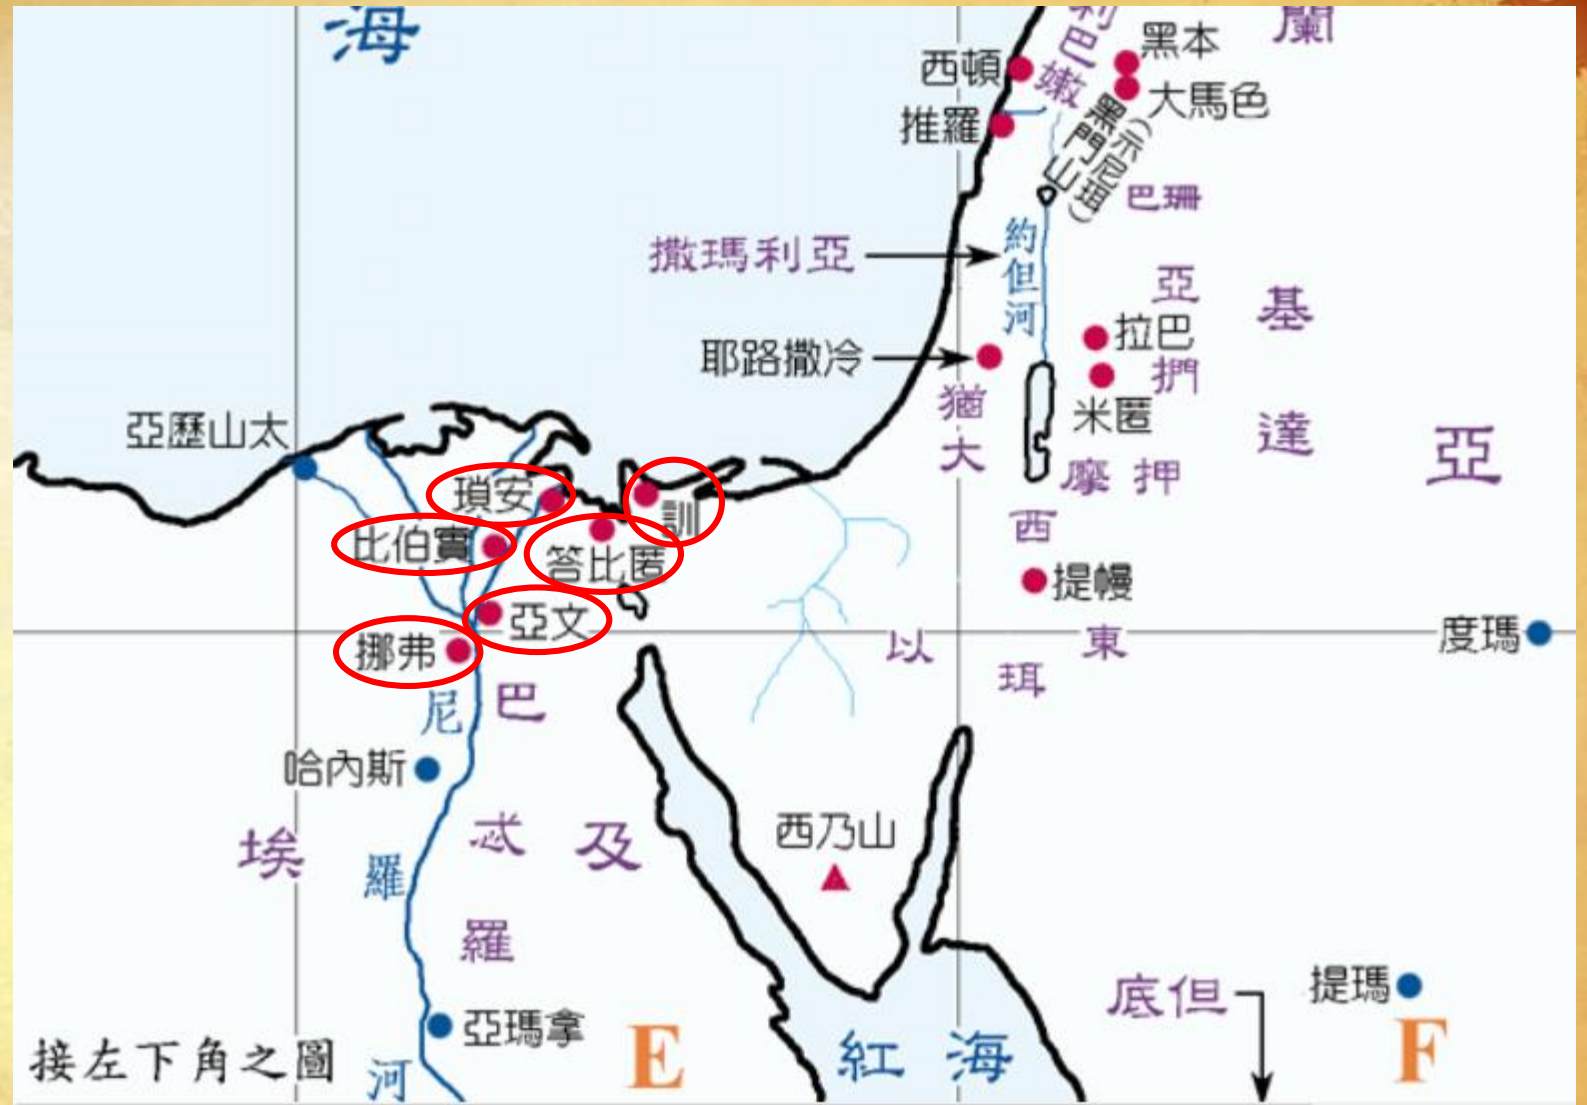 海
利巴嫩
蘭
黑本
西頓
大馬色
推羅
黑門山
(示尼珥)
巴珊
撒瑪利亞
約但河
亞捫
基達
拉巴
耶路撒冷
猶大
米匿
亞歷山太
亞
摩押
瑣安
訓
比伯實
答比匿
西珥
提幔
亞文
以東
度瑪
挪弗
尼羅河
巴忒羅
哈內斯
埃及
西乃山
底但
提瑪
亞瑪拿
E
F
接左下角之圖
紅海